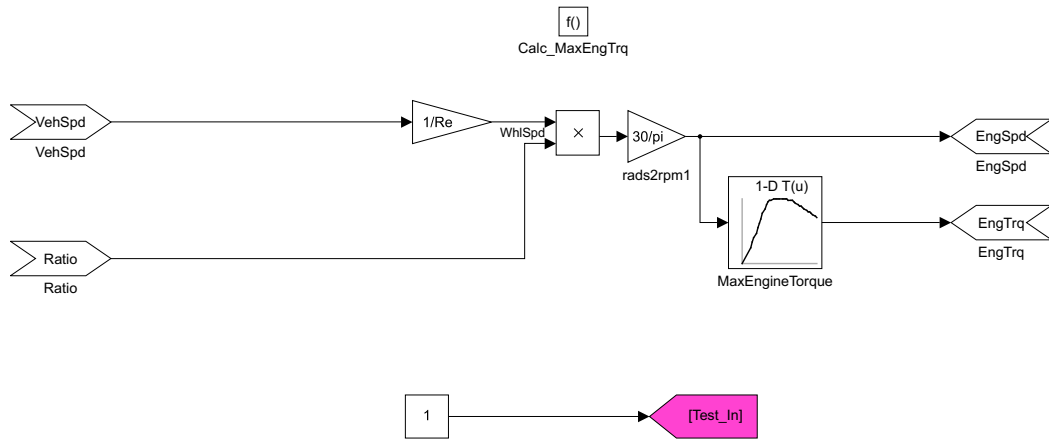 f()
Calc_MaxEngTrq
VehSpd
VehSpd
1/Re
WhlSpd
×
30/pi
rads2rpm1
EngSpd
EngSpd
1-D T(u)
MaxEngineTorque
EngTrq
EngTrq
Ratio
Ratio
1
[Test_In]